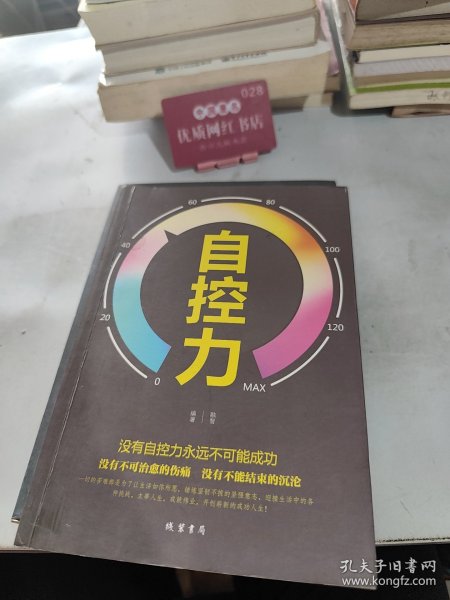 028
优质网红书店
60
80
40
100
20
120
0
MAX
自控力
编著
没有自控力永远不可能成功
没有不可治愈的伤痛 没有不能结束的沉沦
线装书局
孔夫子旧书网
www.kongfz.com